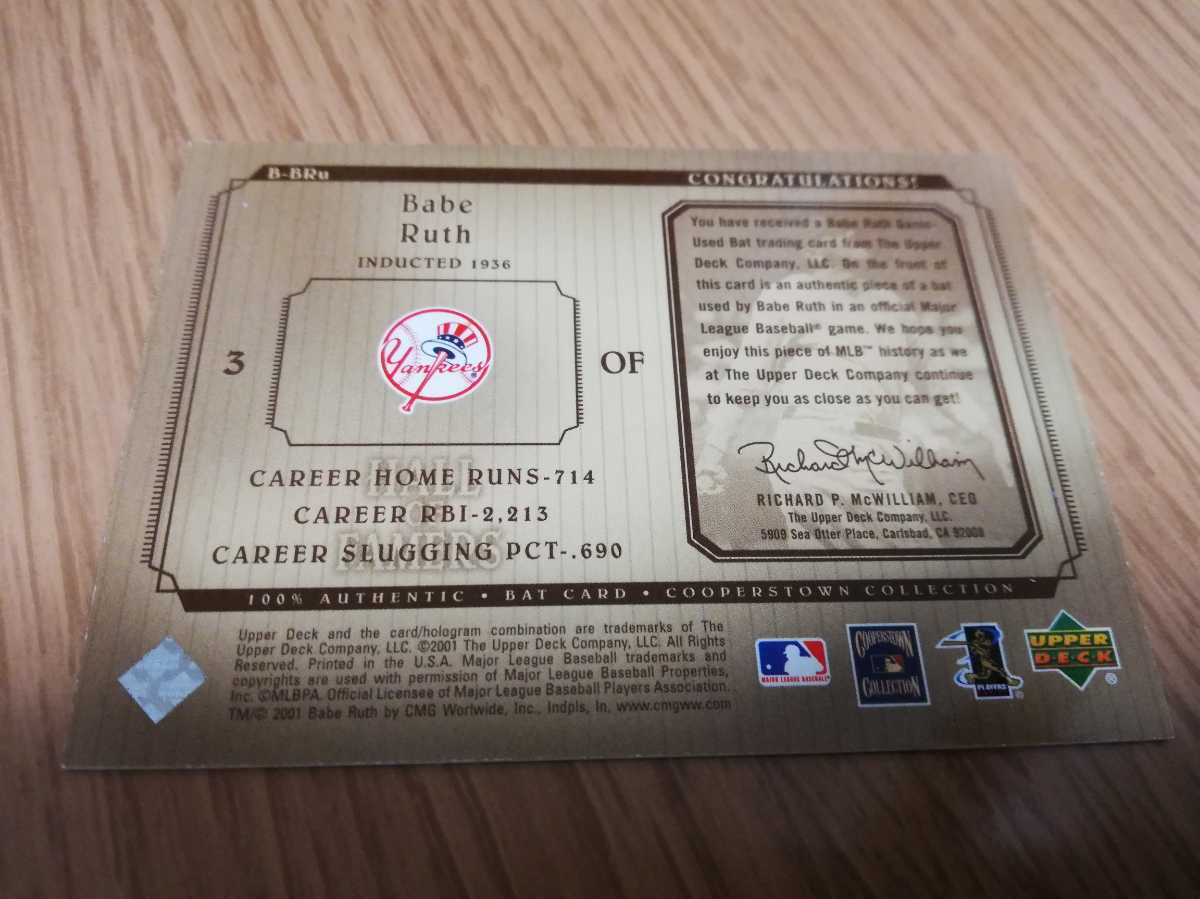 B-BRu
CONGRATULATIONS!
Babe
Ruth
INDUCTED 1936
3
Yankees®
OF
CAREER HOME RUNS-714
CAREER RBI-2,213
CAREER SLUGGING PCT-.690
HALL
OF
FAMERS
You have received a Babe Ruth Game-
Used Bat trading card from The Upper
Deck Company, LLC. On the front of
this card is an authentic piece of a bat
used by Babe Ruth in an official Major
League Baseball® game. We hope you
enjoy this piece of MLB™ history as we
at The Upper Deck Company continue
to keep you as close as you can get!
Richard McWilliam
RICHARD P. McWILLIAM, CEO
The Upper Deck Company, LLC.
5909 Sea Otter Place, Carlsbad, CA 92008
100% AUTHENTIC • BAT CARD • COOPERSTOWN COLLECTION
Upper Deck and the card/hologram combination are trademarks of The
Upper Deck Company, LLC. ©2001 The Upper Deck Company, LLC. All Rights
Reserved. Printed in the U.S.A. Major League Baseball trademarks and
copyrights are used with permission of Major League Baseball Properties,
Inc. ©MLBPA. Official Licensee of Major League Baseball Players Association.
TM/© 2001 Babe Ruth by CMG Worlwide, Inc., Indpls, In, www.cmgww.com
MAJOR LEAGUE BASEBALL®
COOPERSTOWN
COLLECTION
PLAYERS
UPPER
DECK®